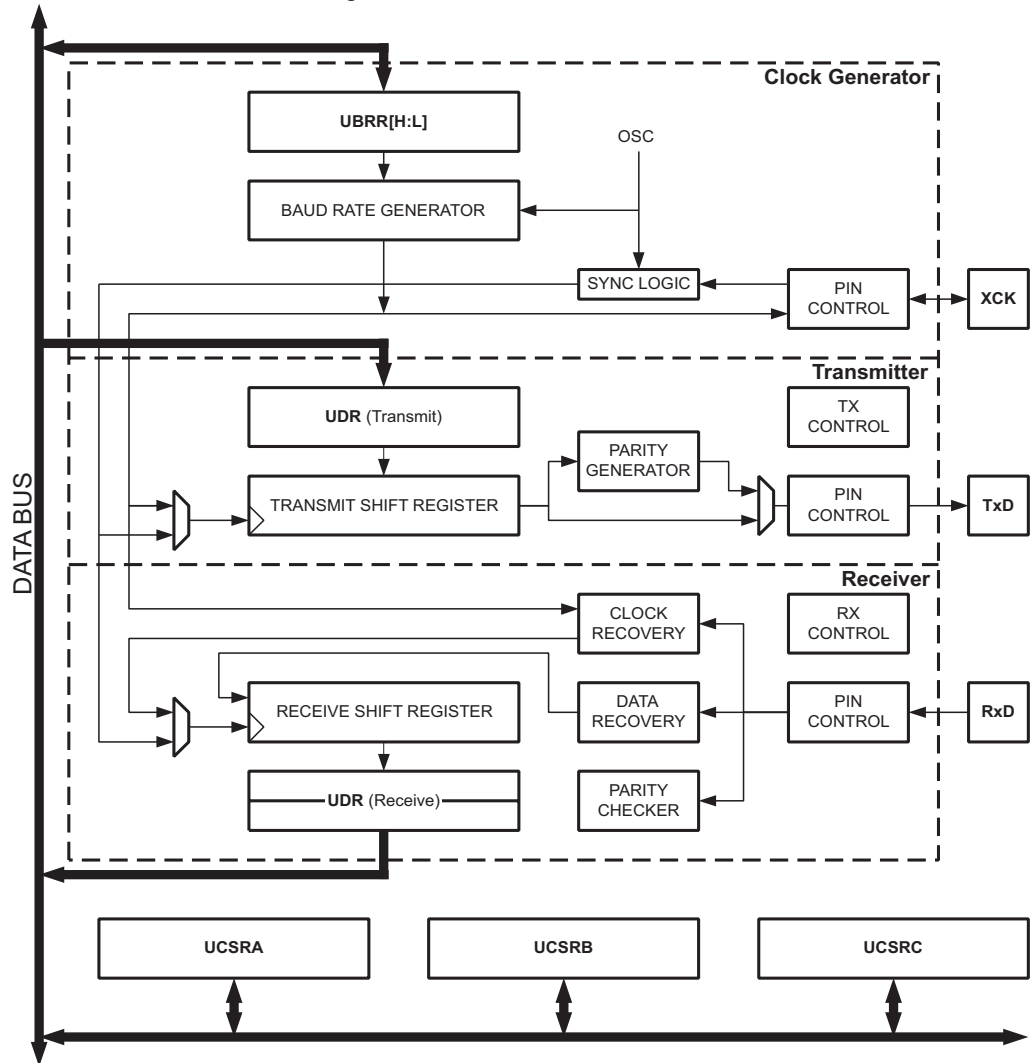 Clock Generator
UBRR[H:L]
OSC
BAUD RATE GENERATOR
SYNC LOGIC
PIN
CONTROL
XCK
Transmitter
TX
CONTROL
UDR (Transmit)
PARITY
GENERATOR
TRANSMIT SHIFT REGISTER
PIN
CONTROL
TxD
DATA BUS
Receiver
CLOCK
RECOVERY
RX
CONTROL
RECEIVE SHIFT REGISTER
DATA
RECOVERY
PIN
CONTROL
RxD
UDR (Receive)
PARITY
CHECKER
UCSRA
UCSRB
UCSRC